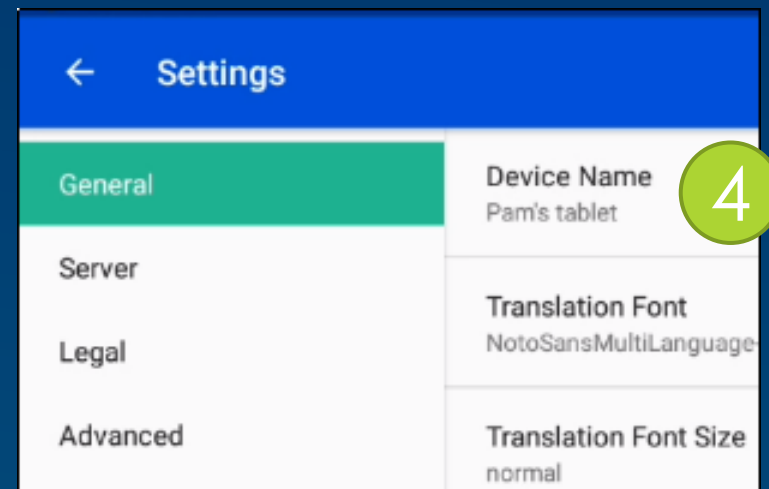 ← Settings
General
Server
Legal
Advanced
Device Name
Pam's tablet
4
Translation Font
NotoSansMultiLanguage-
Translation Font Size
normal